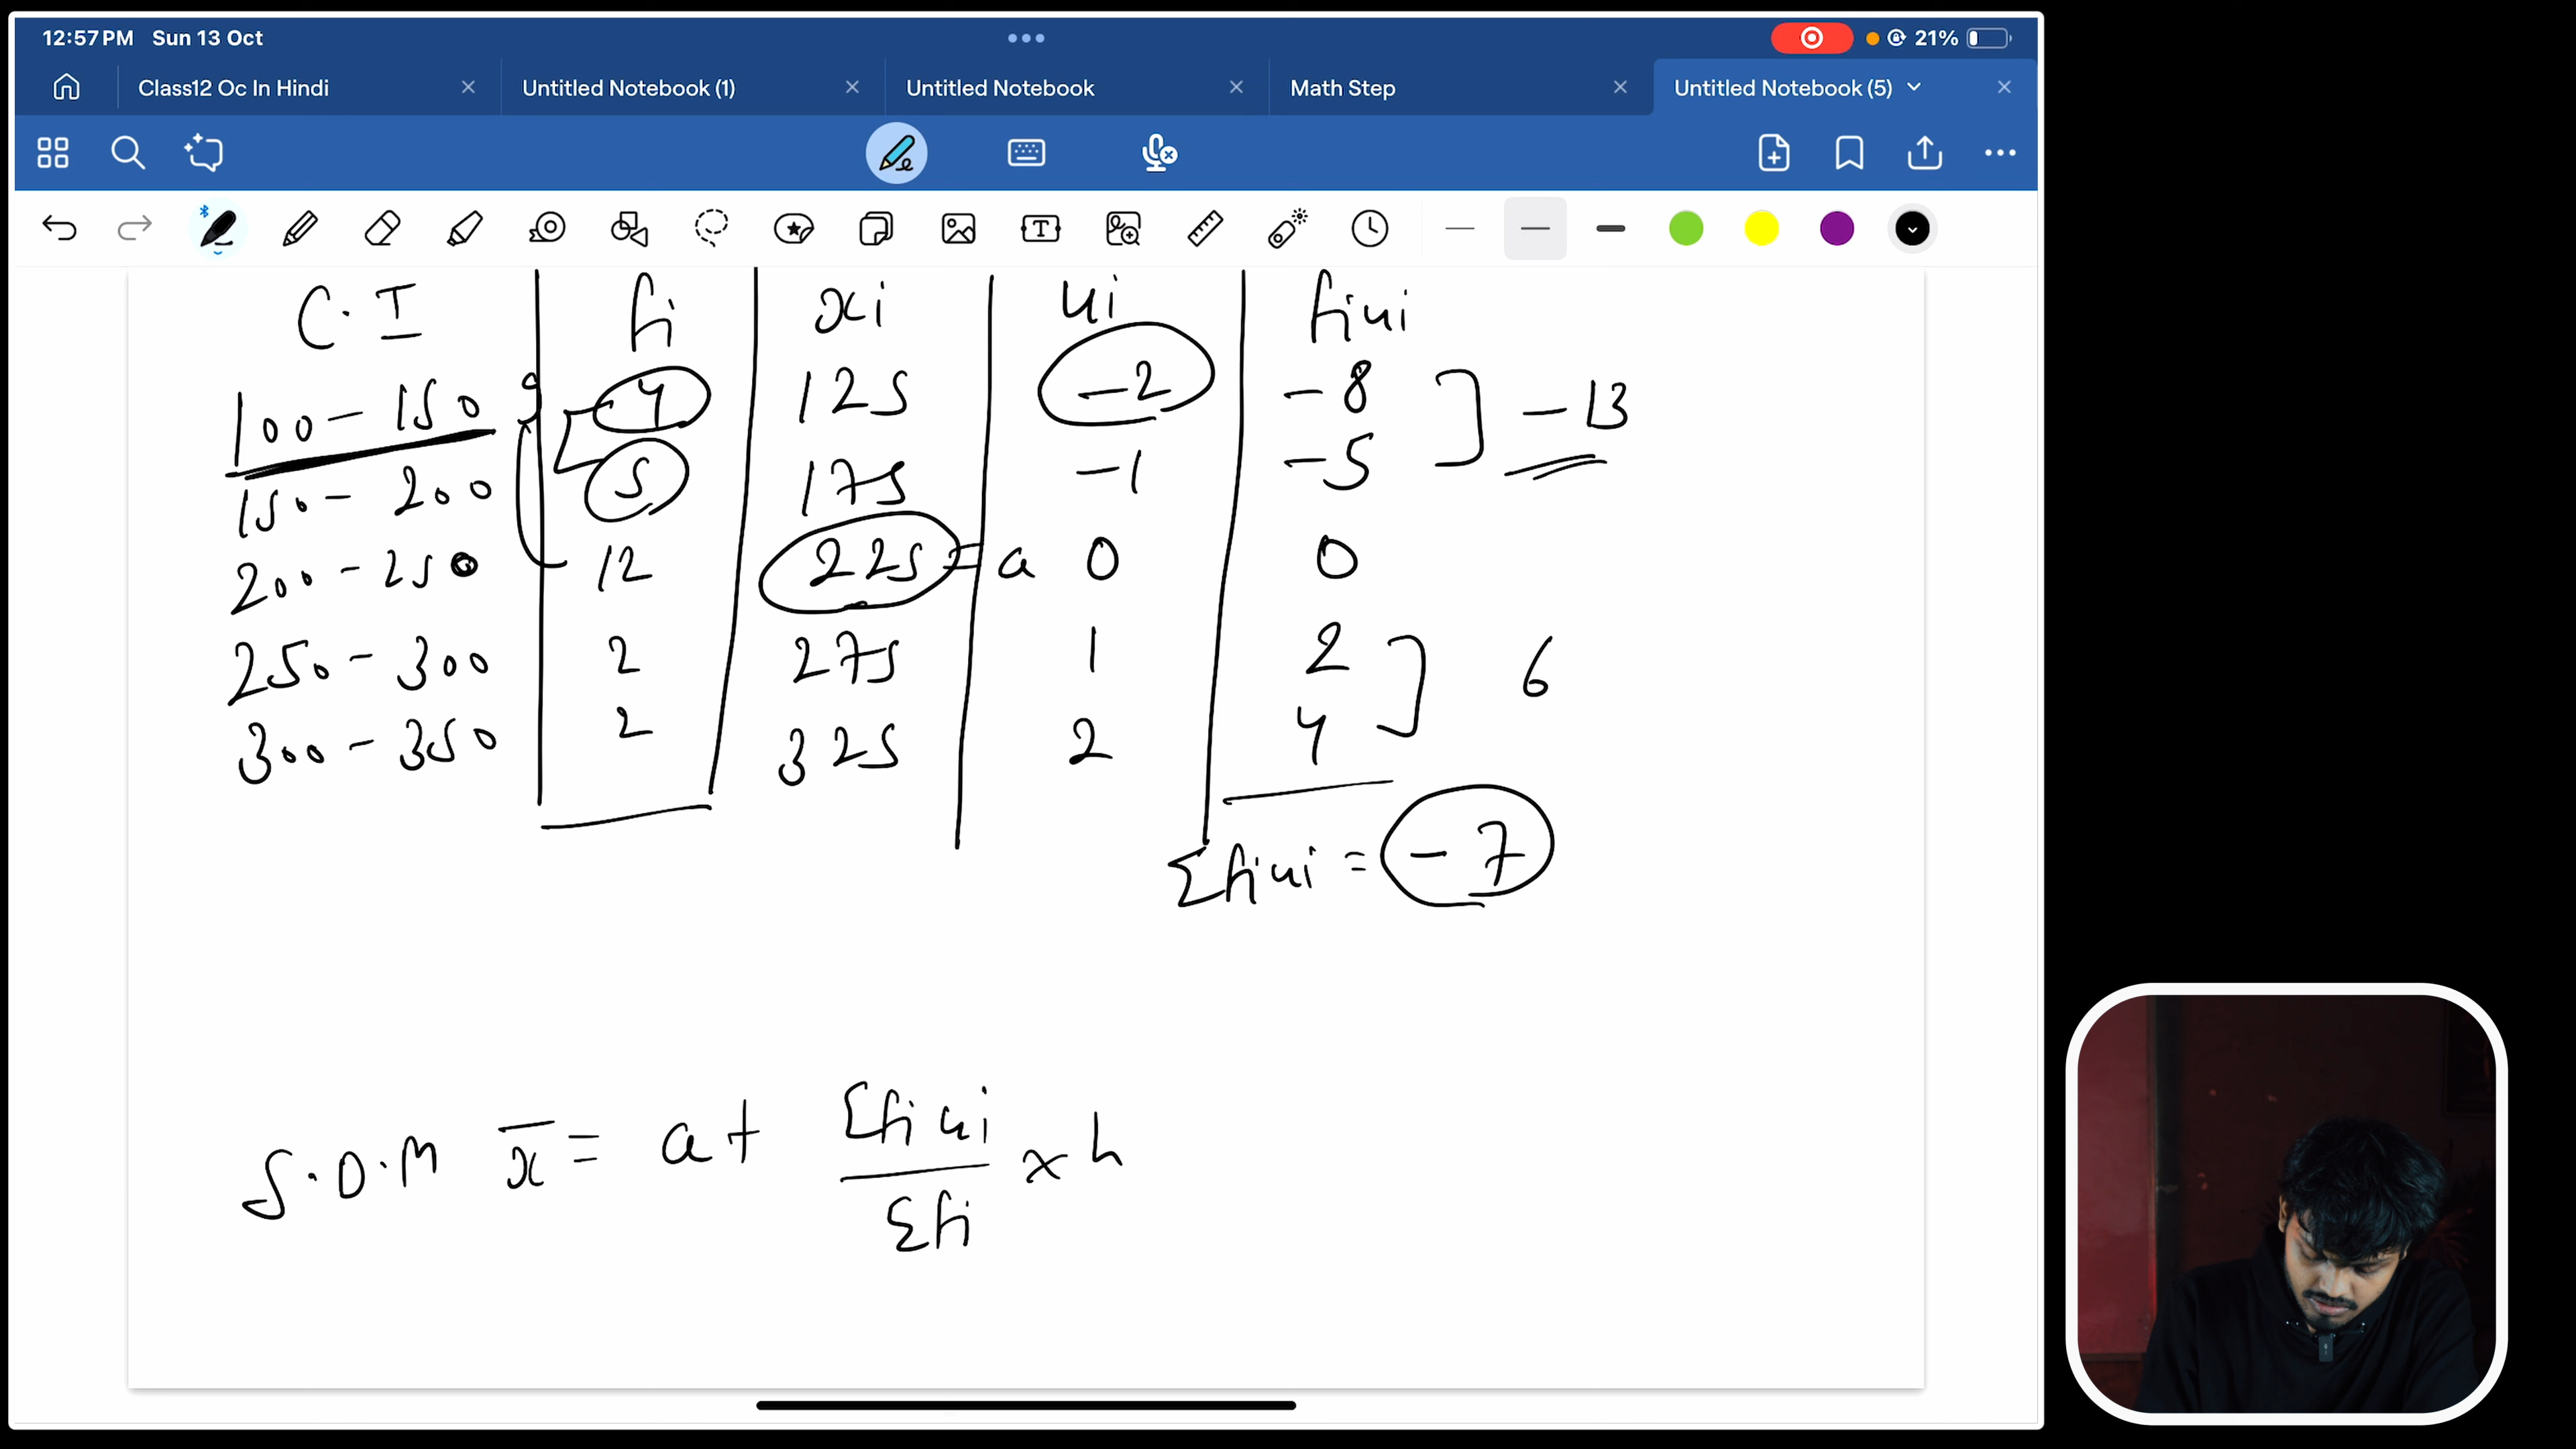 12:57 PM Sun 13 Oct
21%
Class12 Oc In Hindi
Untitled Notebook (1)
Untitled Notebook
Math Step
Untitled Notebook (5)
C.I fi xi ui fiui
100 - 150 4 125 -2 -8
-13
150 - 200 5 175 -1 -5
200 - 250 12 225 = a 0 0
250 - 300 2 275 1 2
6
300 - 350 2 325 2 4
Σfiui = -7
S.D.M x̄ = a + Σfiui / Σfi × h